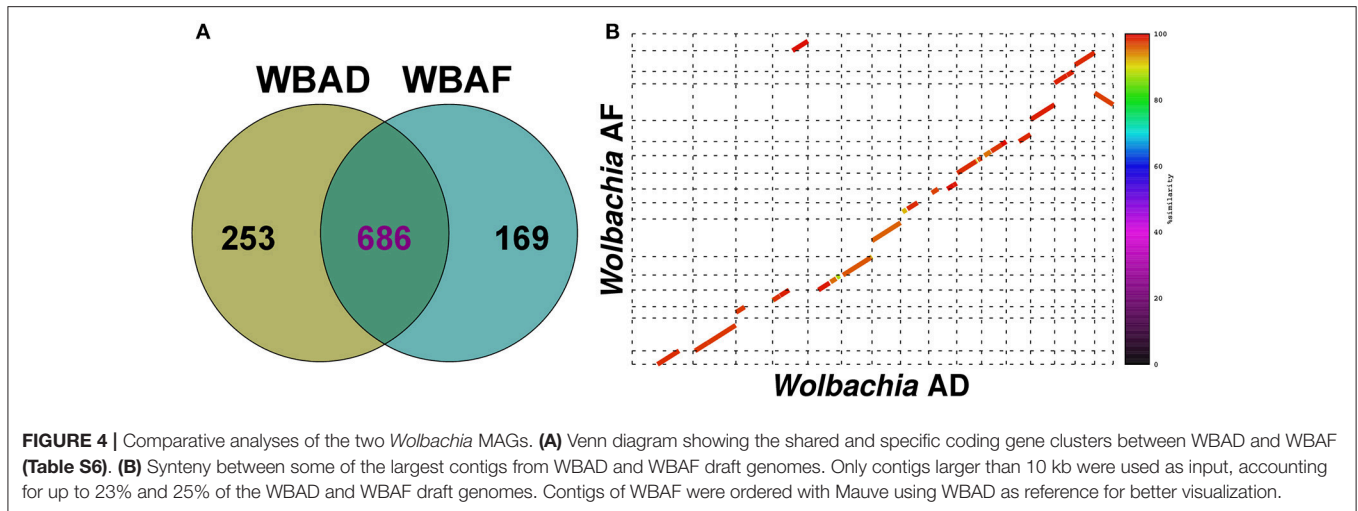 A
WBAD WBAF
253 686 169
B
Wolbachia AF
Wolbachia AD
100
80
60
40
20
0
%similarity
FIGURE 4 | Comparative analyses of the two Wolbachia MAGs. (A) Venn diagram showing the shared and specific coding gene clusters between WBAD and WBAF
(Table S6). (B) Synteny between some of the largest contigs from WBAD and WBAF draft genomes. Only contigs larger than 10 kb were used as input, accounting
for up to 23% and 25% of the WBAD and WBAF draft genomes. Contigs of WBAF were ordered with Mauve using WBAD as reference for better visualization.